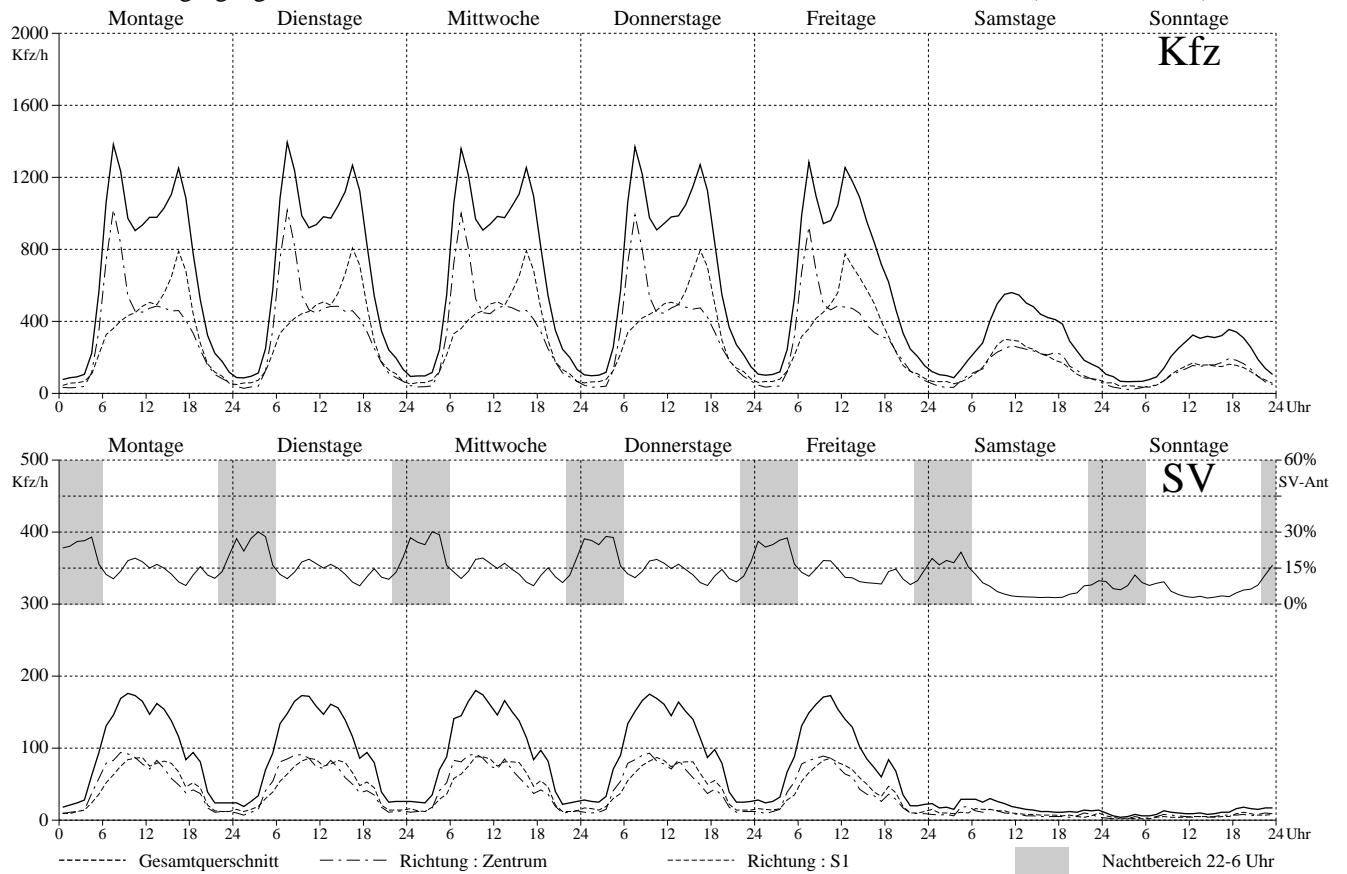 Montage Dienstage Mittwoche Donnerstage Freitage Samstage Sonntage
2000
Kfz/h
Kfz
1600
1200
800
400
0
0 6 12 18 24 6 12 18 24 6 12 18 24 6 12 18 24 6 12 18 24 6 12 18 24 6 12 18 24 Uhr
Montage Dienstage Mittwoche Donnerstage Freitage Samstage Sonntage
500 60%
Kfz/h SV-Ant
SV
400 30%
15%
300 0%
200
100
0
0 6 12 18 24 6 12 18 24 6 12 18 24 6 12 18 24 6 12 18 24 6 12 18 24 6 12 18 24 Uhr
Gesamtquerschnitt Richtung : Zentrum Richtung : S1 Nachtbereich 22-6 Uhr